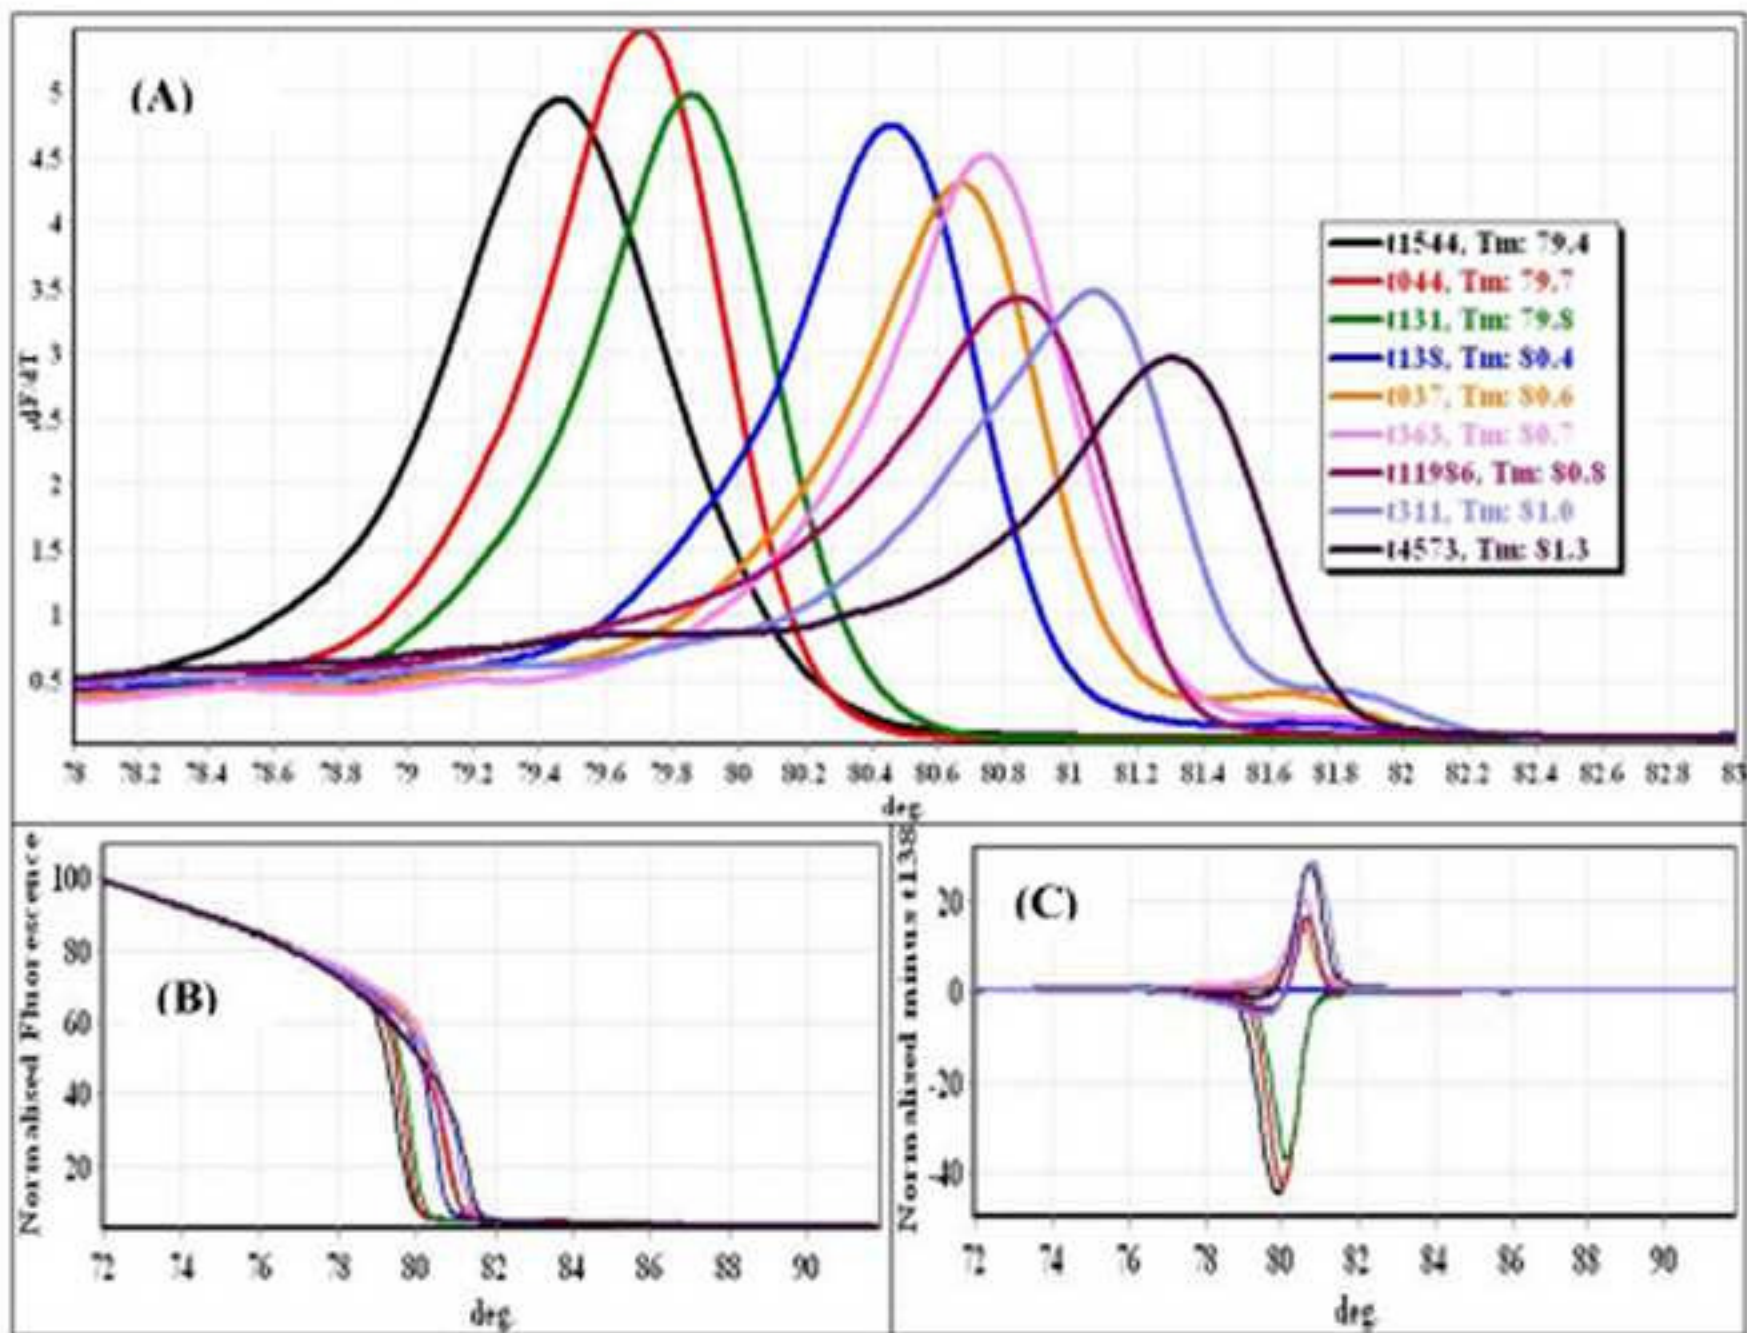 (A)
5
4.5
4
3.5
3
2.5
2
1.5
1
0.5
dF/dT
t1544, Tm: 79.4
t044, Tm: 79.7
t131, Tm: 79.8
t138, Tm: 80.4
t037, Tm: 80.6
t363, Tm: 80.7
t11986, Tm: 80.8
t311, Tm: 81.0
t4573, Tm: 81.3
78 78.2 78.4 78.6 78.8 79 79.2 79.4 79.6 79.8 80 80.2 80.4 80.6 80.8 81 81.2 81.4 81.6 81.8 82 82.2 82.4 82.6 82.8 83
deg.
Normalised Fluorescence
100
80
60
40
20
(B)
72 74 76 78 80 82 84 86 88 90
deg.
Normalised minus t138
20
0
-20
-40
(C)
72 74 76 78 80 82 84 86 88 90
deg.